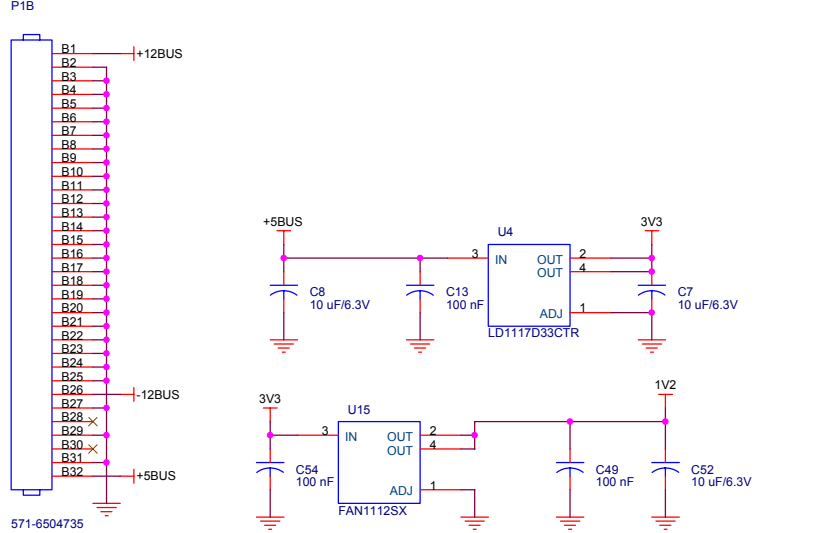 P1B
B1
+12BUS
B2
B3
B4
B5
B6
B7
B8
B9
B10
B11
B12
B13
B14
B15
B16
B17
B18
B19
B20
B21
B22
B23
B24
B25
B26
-12BUS
B27
B28
B29
B30
B31
B32
+5BUS
571-6504735
+5BUS
U4
3V3
3
IN
OUT
2
OUT
4
ADJ
1
LD1117D33CTR
C8
10 uF/6.3V
C13
100 nF
C7
10 uF/6.3V
3V3
U15
1V2
3
IN
OUT
2
OUT
4
ADJ
1
FAN1112SX
C54
100 nF
C49
100 nF
C52
10 uF/6.3V